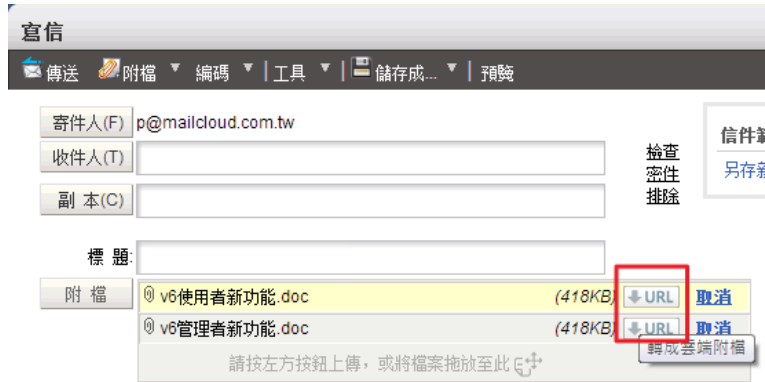 寫信
傳送 附檔 編碼 | 工具 | 儲存成... | 預覽
寄件人(F) p@mailcloud.com.tw
收件人(T)
檢查
密件
排除
副 本(C)
信件範
另存新
標 題:
附 檔
v6使用者新功能.doc (418KB) URL 取消
v6管理者新功能.doc (418KB) URL 取消
轉成雲端附檔
請按左方按鈕上傳，或將檔案拖放至此